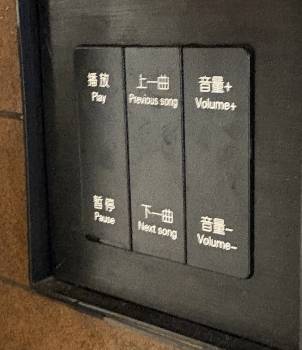 播放
Play
上一曲
Previous song
音量+
Volume+
暂停
Pause
下一曲
Next song
音量-
Volume-